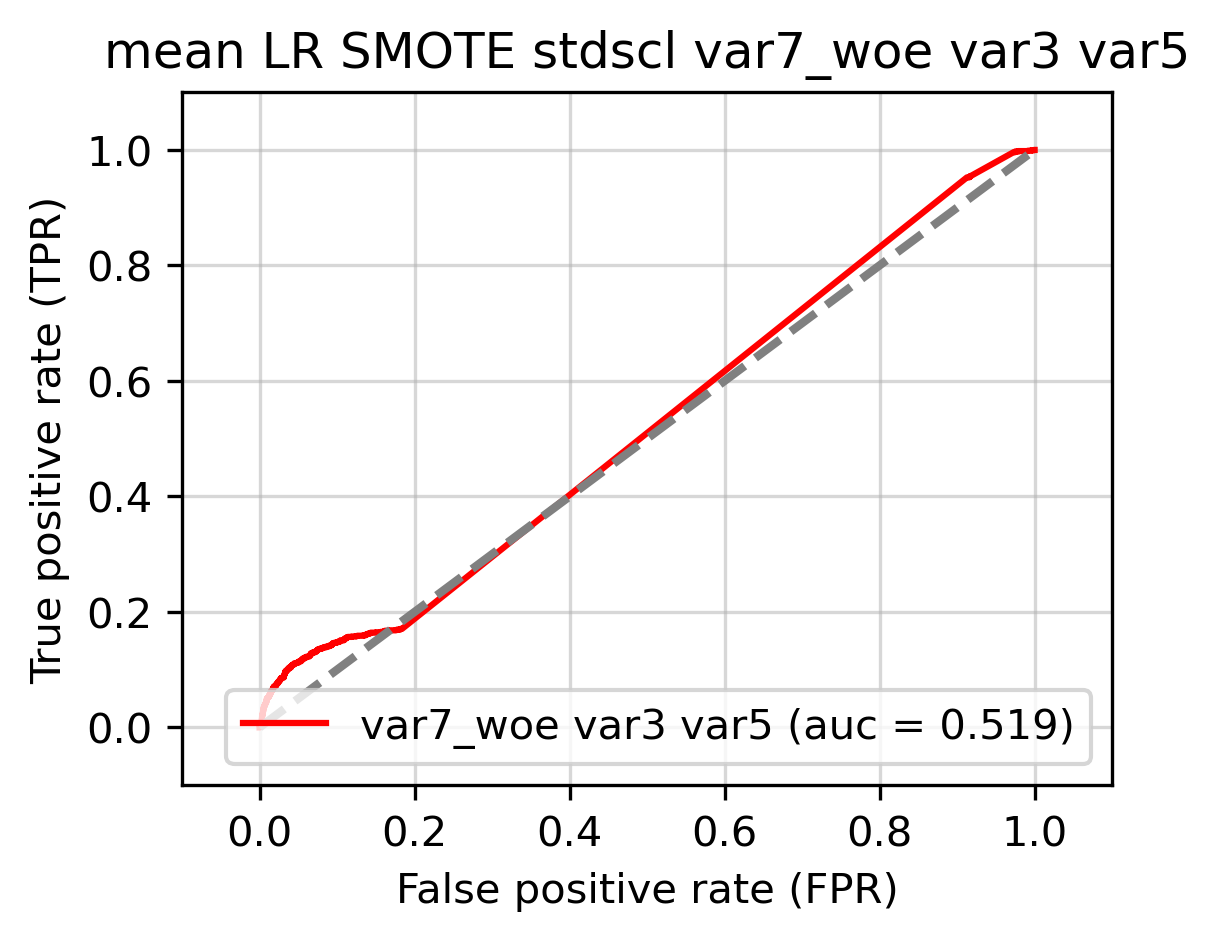 mean LR SMOTE stdscl var7_woe var3 var5
True positive rate (TPR)
1.0
0.8
0.6
0.4
0.2
0.0
var7_woe var3 var5 (auc = 0.519)
0.0 0.2 0.4 0.6 0.8 1.0
False positive rate (FPR)